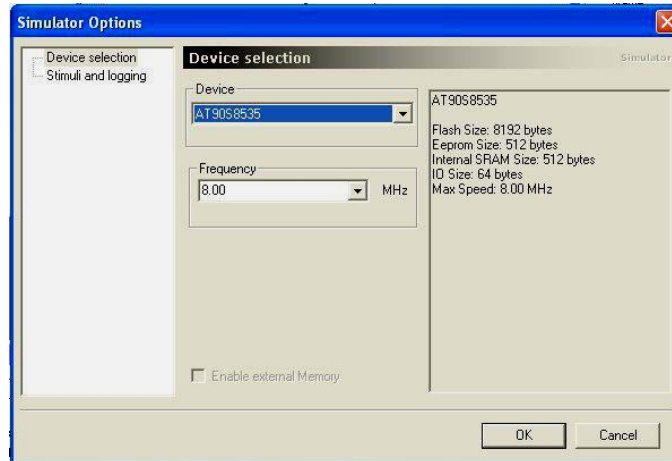 Simulator Options
Device selection
Stimuli and logging
Device selection
Simulator
Device
AT90S8535
Frequency
8.00
MHz
Enable external Memory
AT90S8535
Flash Size: 8192 bytes
Eeprom Size: 512 bytes
Internal SRAM Size: 512 bytes
IO Size: 64 bytes
Max Speed: 8.00 MHz
OK
Cancel